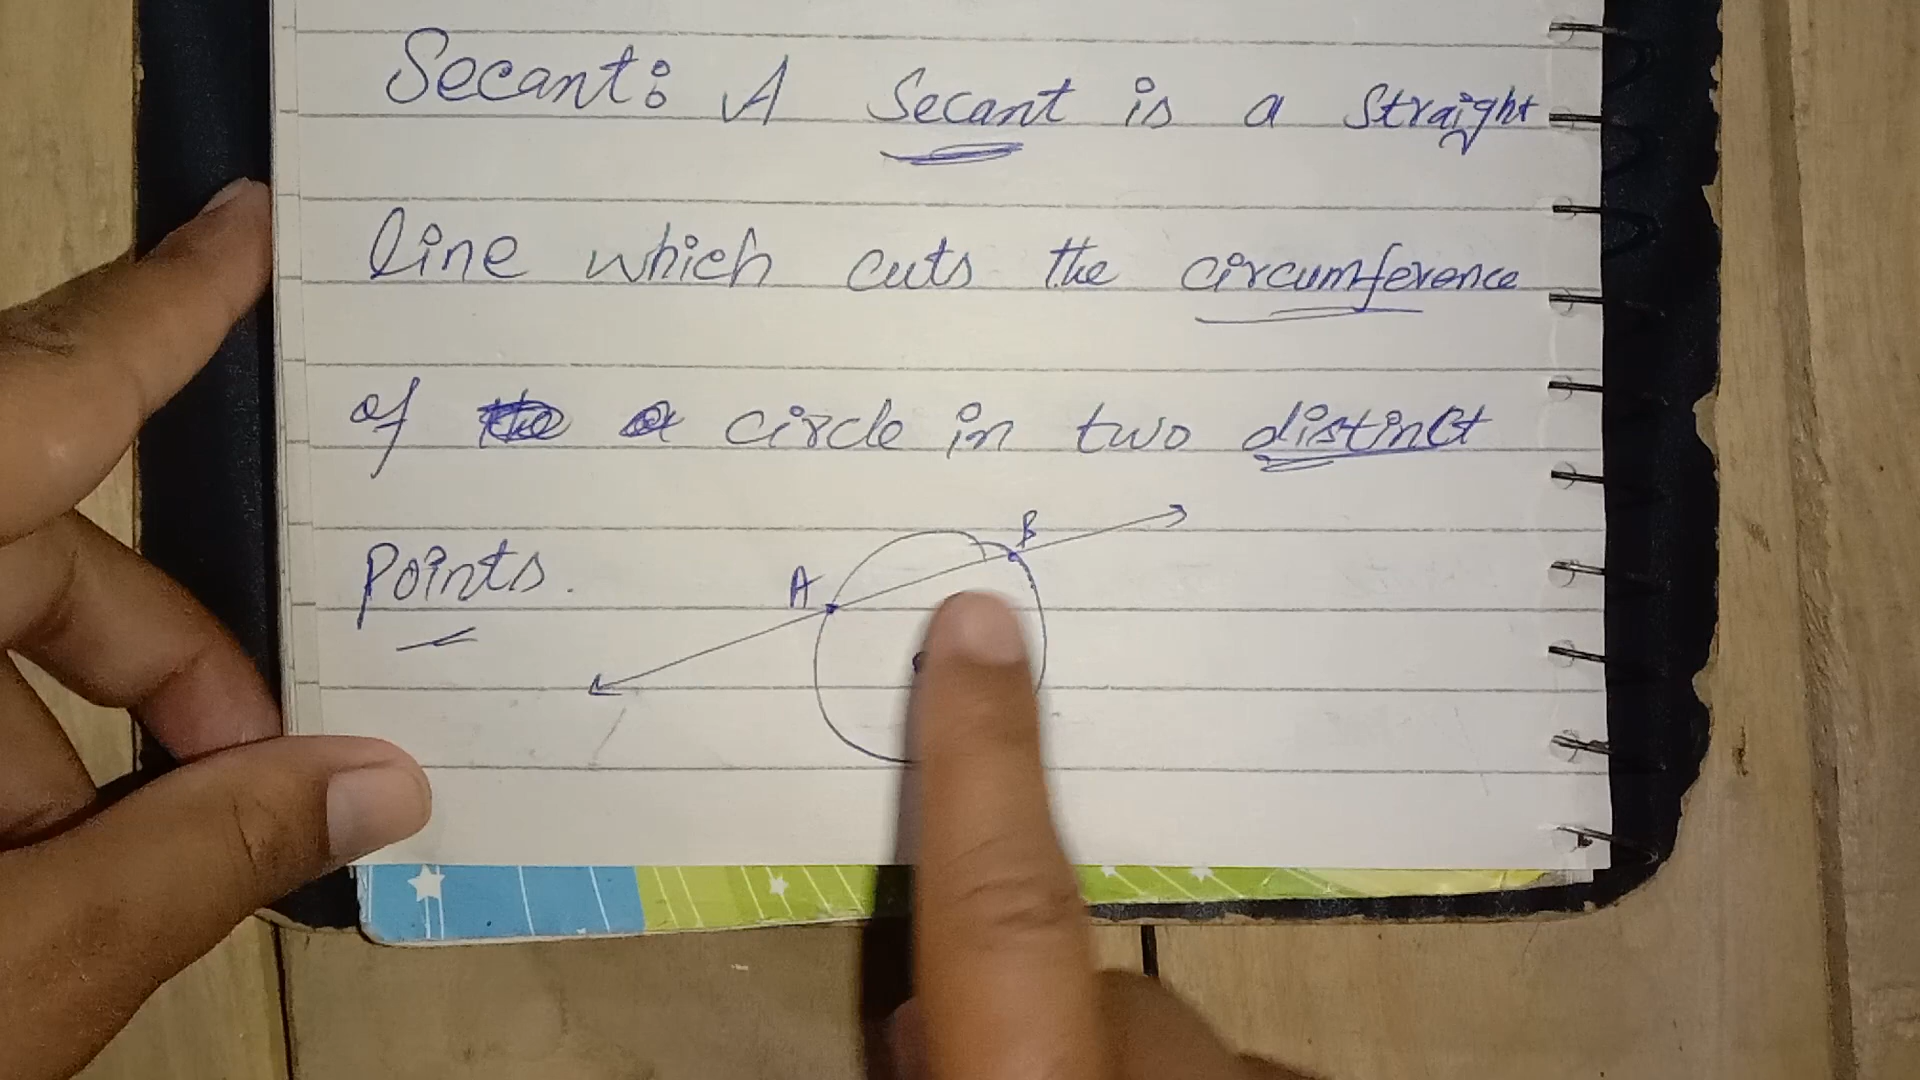 Secant: A Secant is a straight
line which cuts the circumference
of a circle in two distinct
Points.
A
B